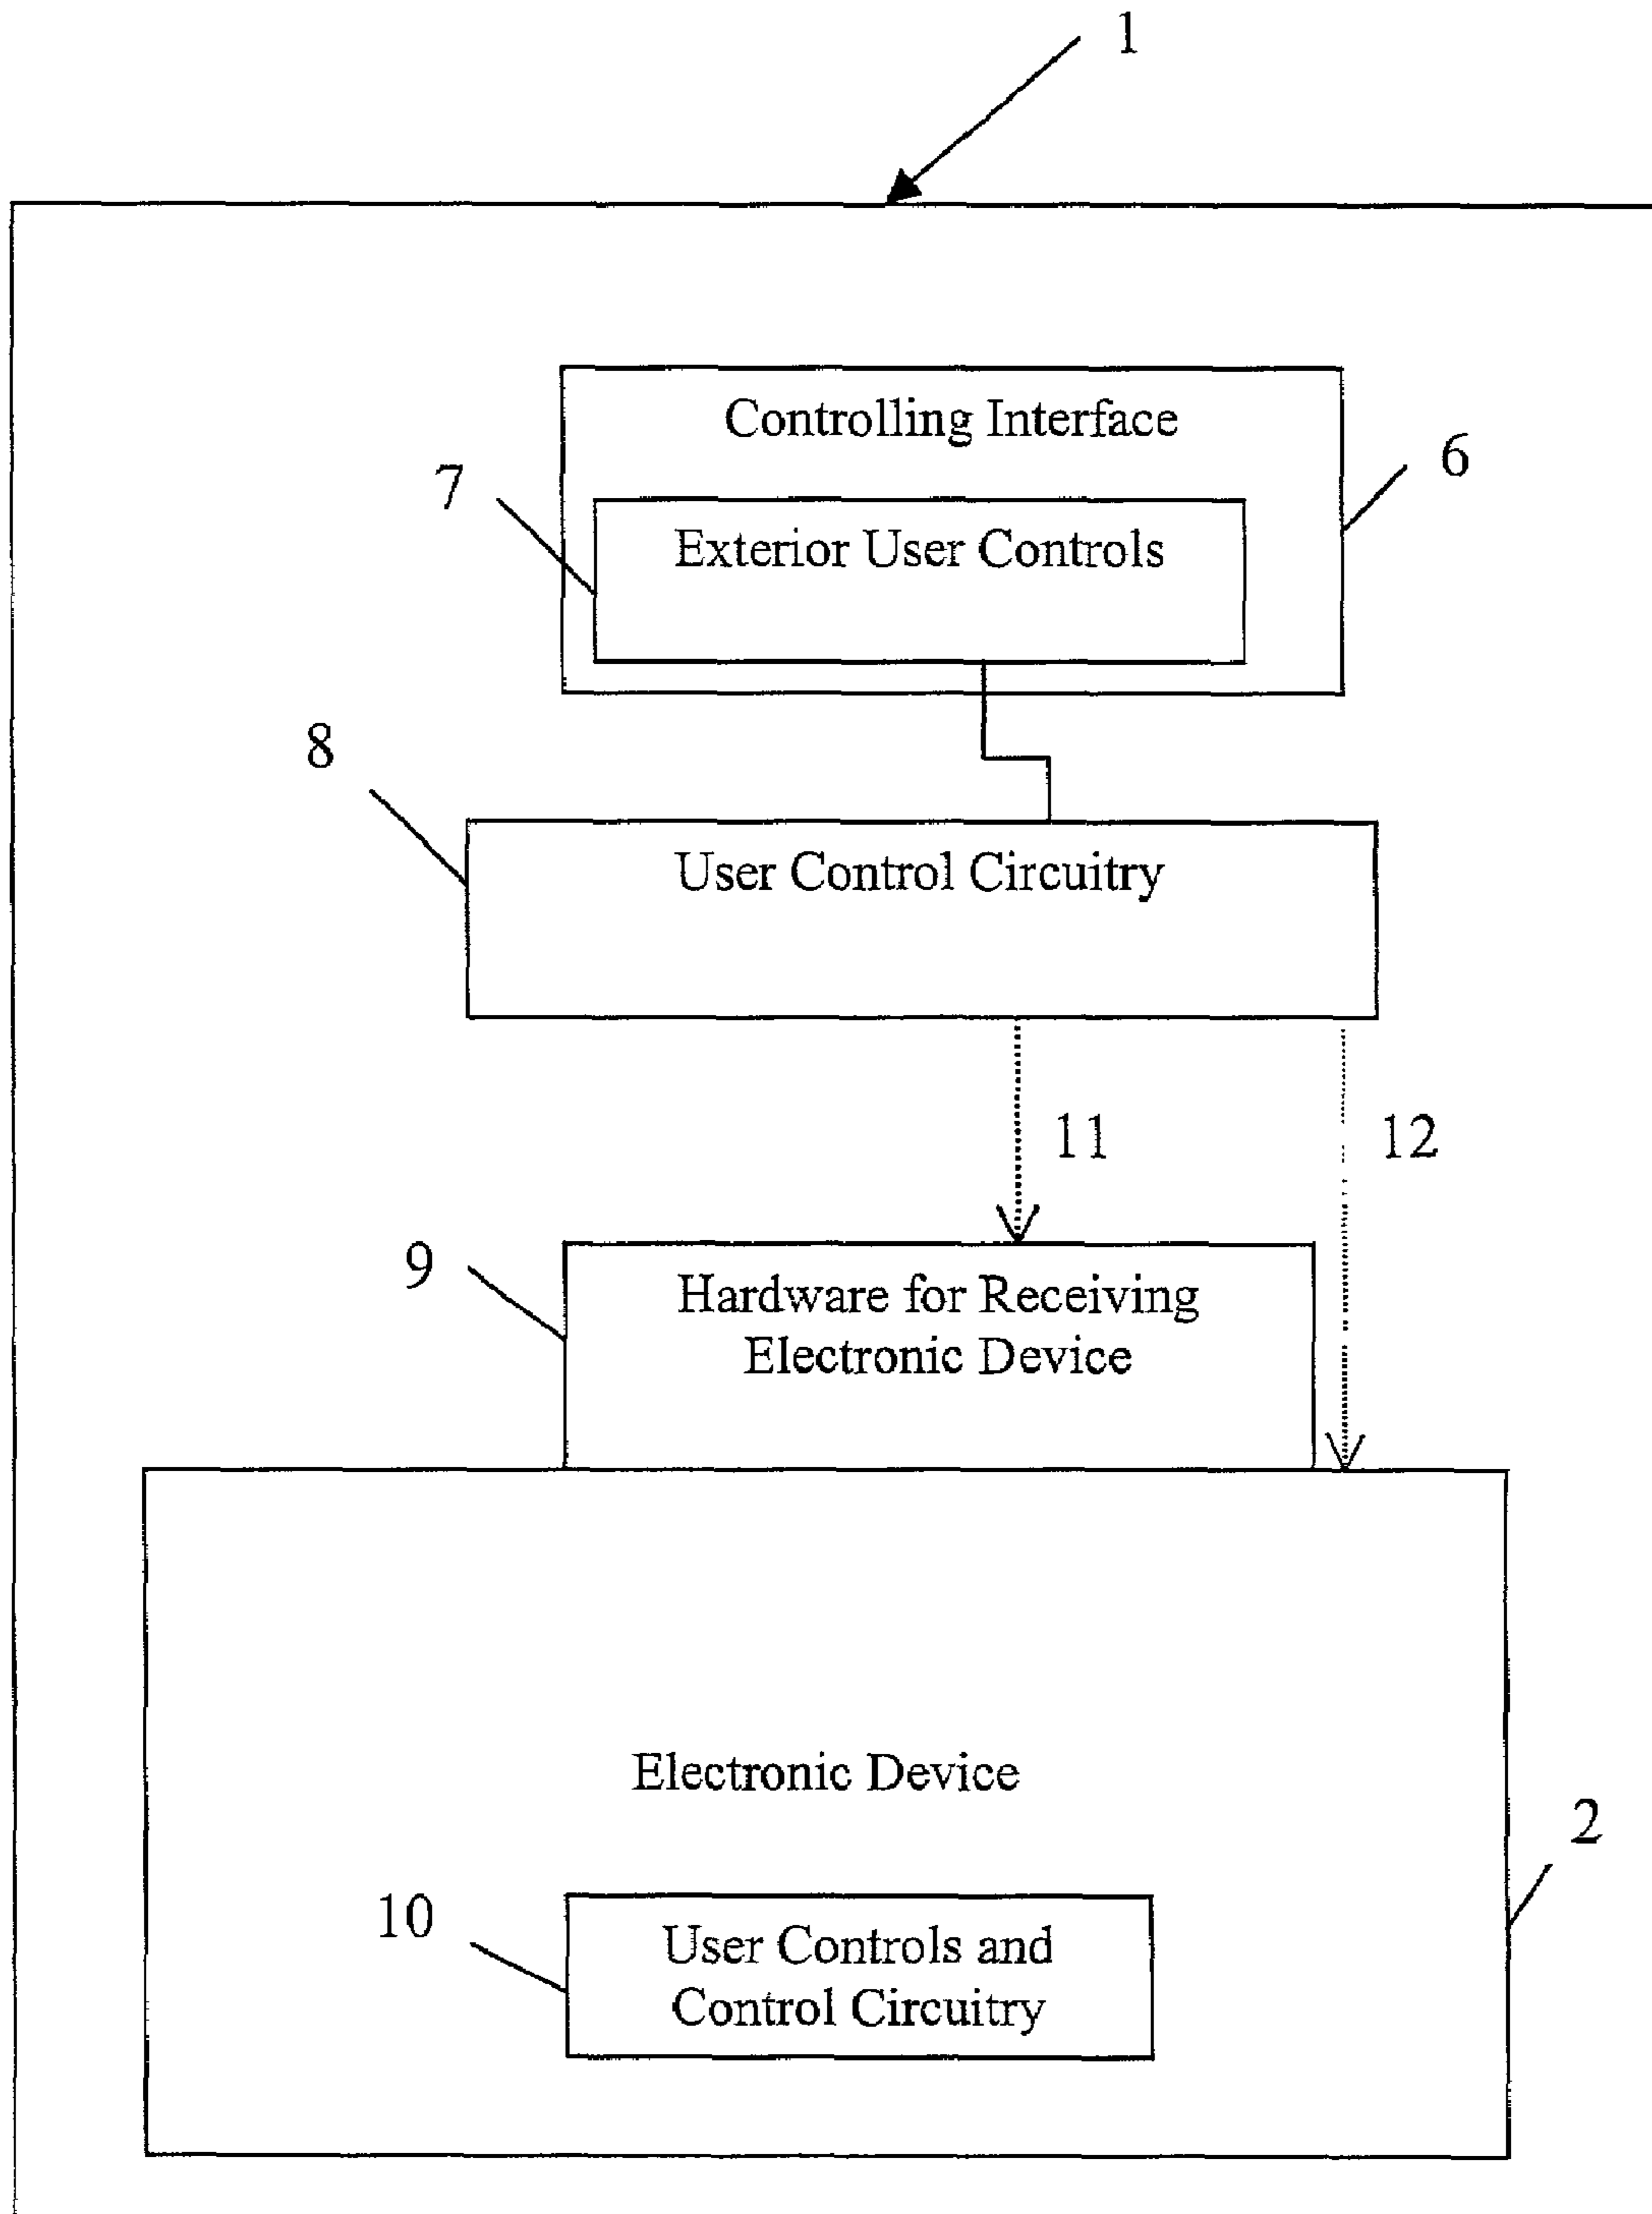 1
Controlling Interface
6
7
Exterior User Controls
8
User Control Circuitry
11
12
9
Hardware for Receiving
Electronic Device
Electronic Device
2
10
User Controls and
Control Circuitry